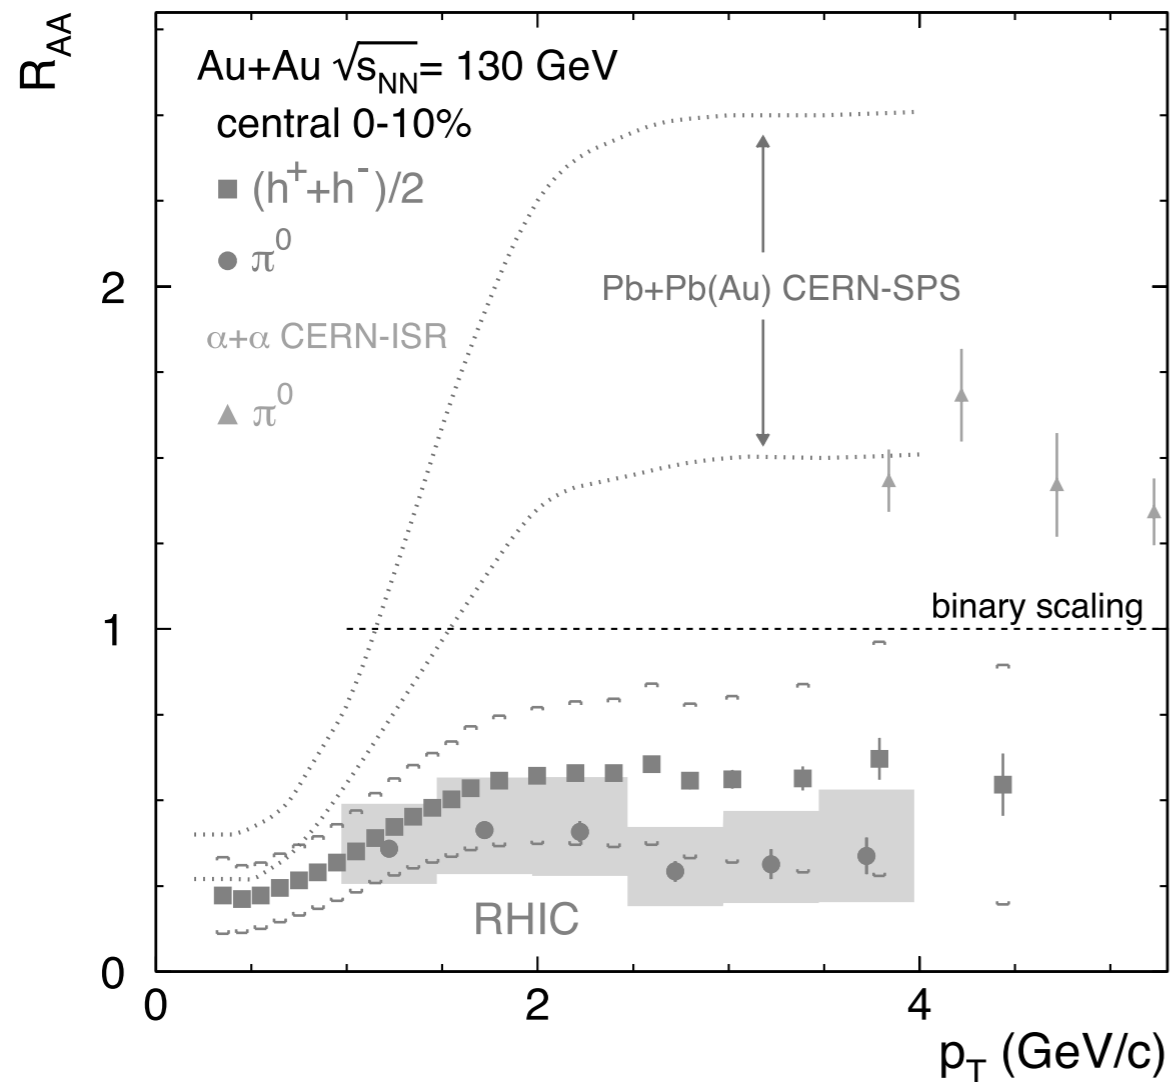 R_AA
Au+Au √s_NN = 130 GeV
central 0-10%
(h⁺+h⁻)/2
π⁰
α+α CERN-ISR
π⁰
Pb+Pb(Au) CERN-SPS
binary scaling
RHIC
2
1
0
0 2 4
p_T (GeV/c)